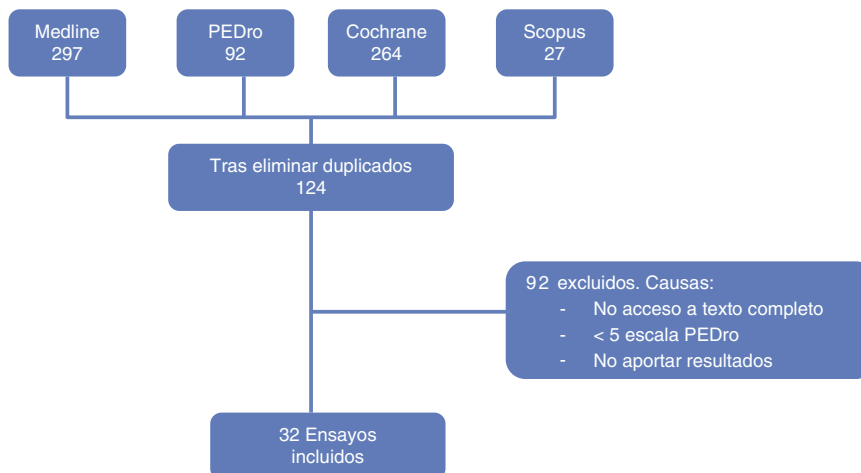 Medline
297
PEDro
92
Cochrane
264
Scopus
27
Tras eliminar duplicados
124
92 excluidos. Causas:
- No acceso a texto completo
- < 5 escala PEDro
- No aportar resultados
32 Ensayos
incluidos